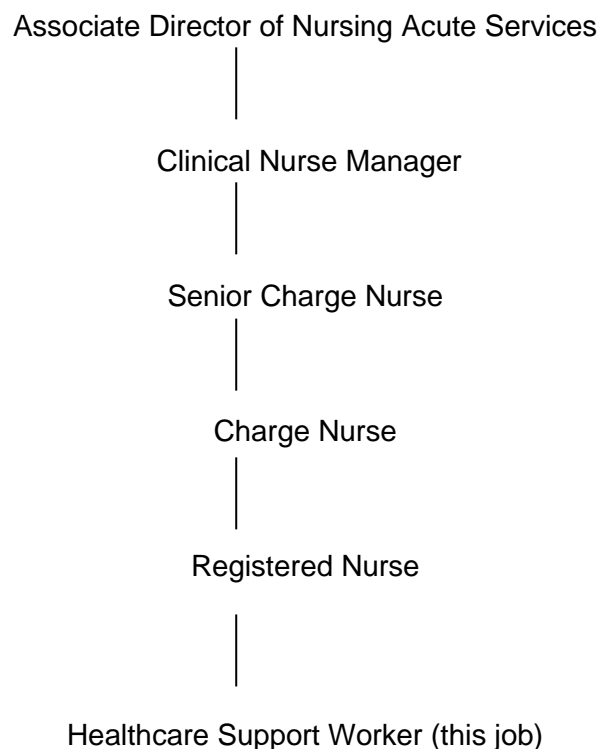 Associate Director of Nursing Acute Services
Clinical Nurse Manager
Senior Charge Nurse
Charge Nurse
Registered Nurse
Healthcare Support Worker (this job)